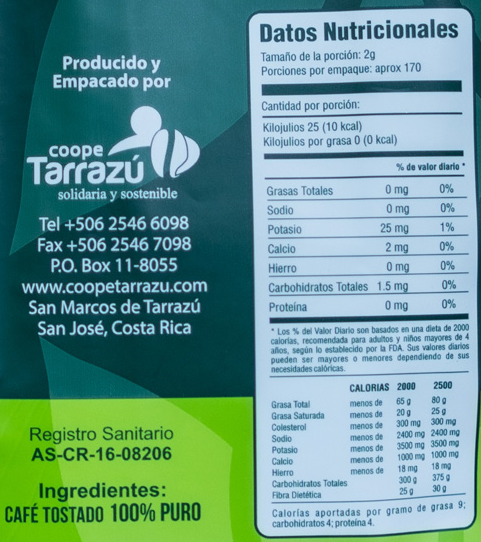 Producido y
Empacado por
coope
Tarrazú
solidaria y sostenible
Tel +506 2546 6098
Fax +506 2546 7098
P.O. Box 11-8055
www.coopetarrazu.com
San Marcos de Tarrazú
San José, Costa Rica
Registro Sanitario
AS-CR-16-08206
Ingredientes:
CAFÉ TOSTADO 100% PURO
Datos Nutricionales
Tamaño de la porción: 2g
Porciones por empaque: aprox 170
Cantidad por porción:
Kilojulios 25 (10 kcal)
Kilojulios por grasa 0 (0 kcal)
% de valor diario *
Grasas Totales 0 mg 0%
Sodio 0 mg 0%
Potasio 25 mg 1%
Calcio 2 mg 0%
Hierro 0 mg 0%
Carbohidratos Totales 1.5 mg 0%
Proteína 0 mg 0%
* Los % del Valor Diario son basados en una dieta de 2000
calorías, recomendada para adultos y niños mayores de 4
años, según lo establecido por la FDA. Sus valores diarios
pueden ser mayores o menores dependiendo de sus
necesidades calóricas.
CALORIAS 2000 2500
Grasa Total menos de 65 g 80 g
Grasa Saturada menos de 20 g 25 g
Colesterol menos de 300 mg 300 mg
Sodio menos de 2400 mg 2400 mg
Potasio menos de 3500 mg 3500 mg
Calcio menos de 1000 mg 1000 mg
Hierro menos de 18 mg 18 mg
Carbohidratos Totales 300 g 375 g
Fibra Dietética 25 g 30 g
Calorías aportadas por gramo de grasa 9;
carbohidratos 4; proteína 4.